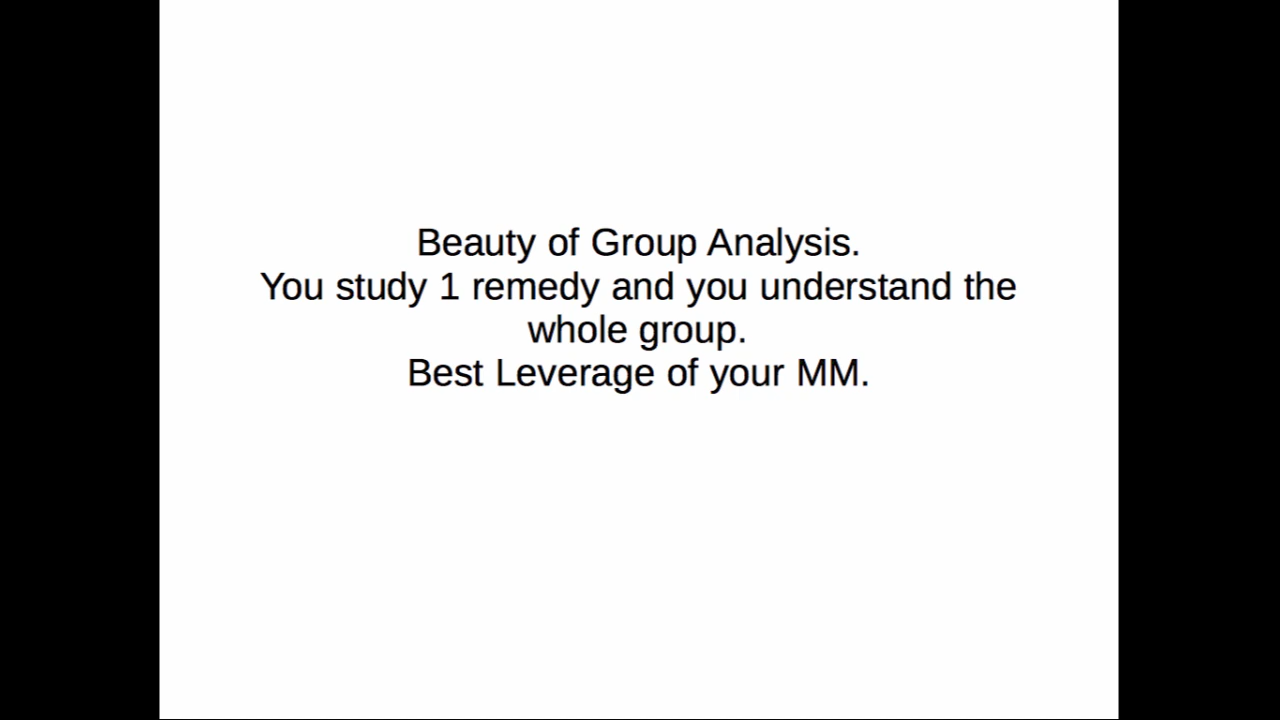 Beauty of Group Analysis.
You study 1 remedy and you understand the
whole group.
Best Leverage of your MM.